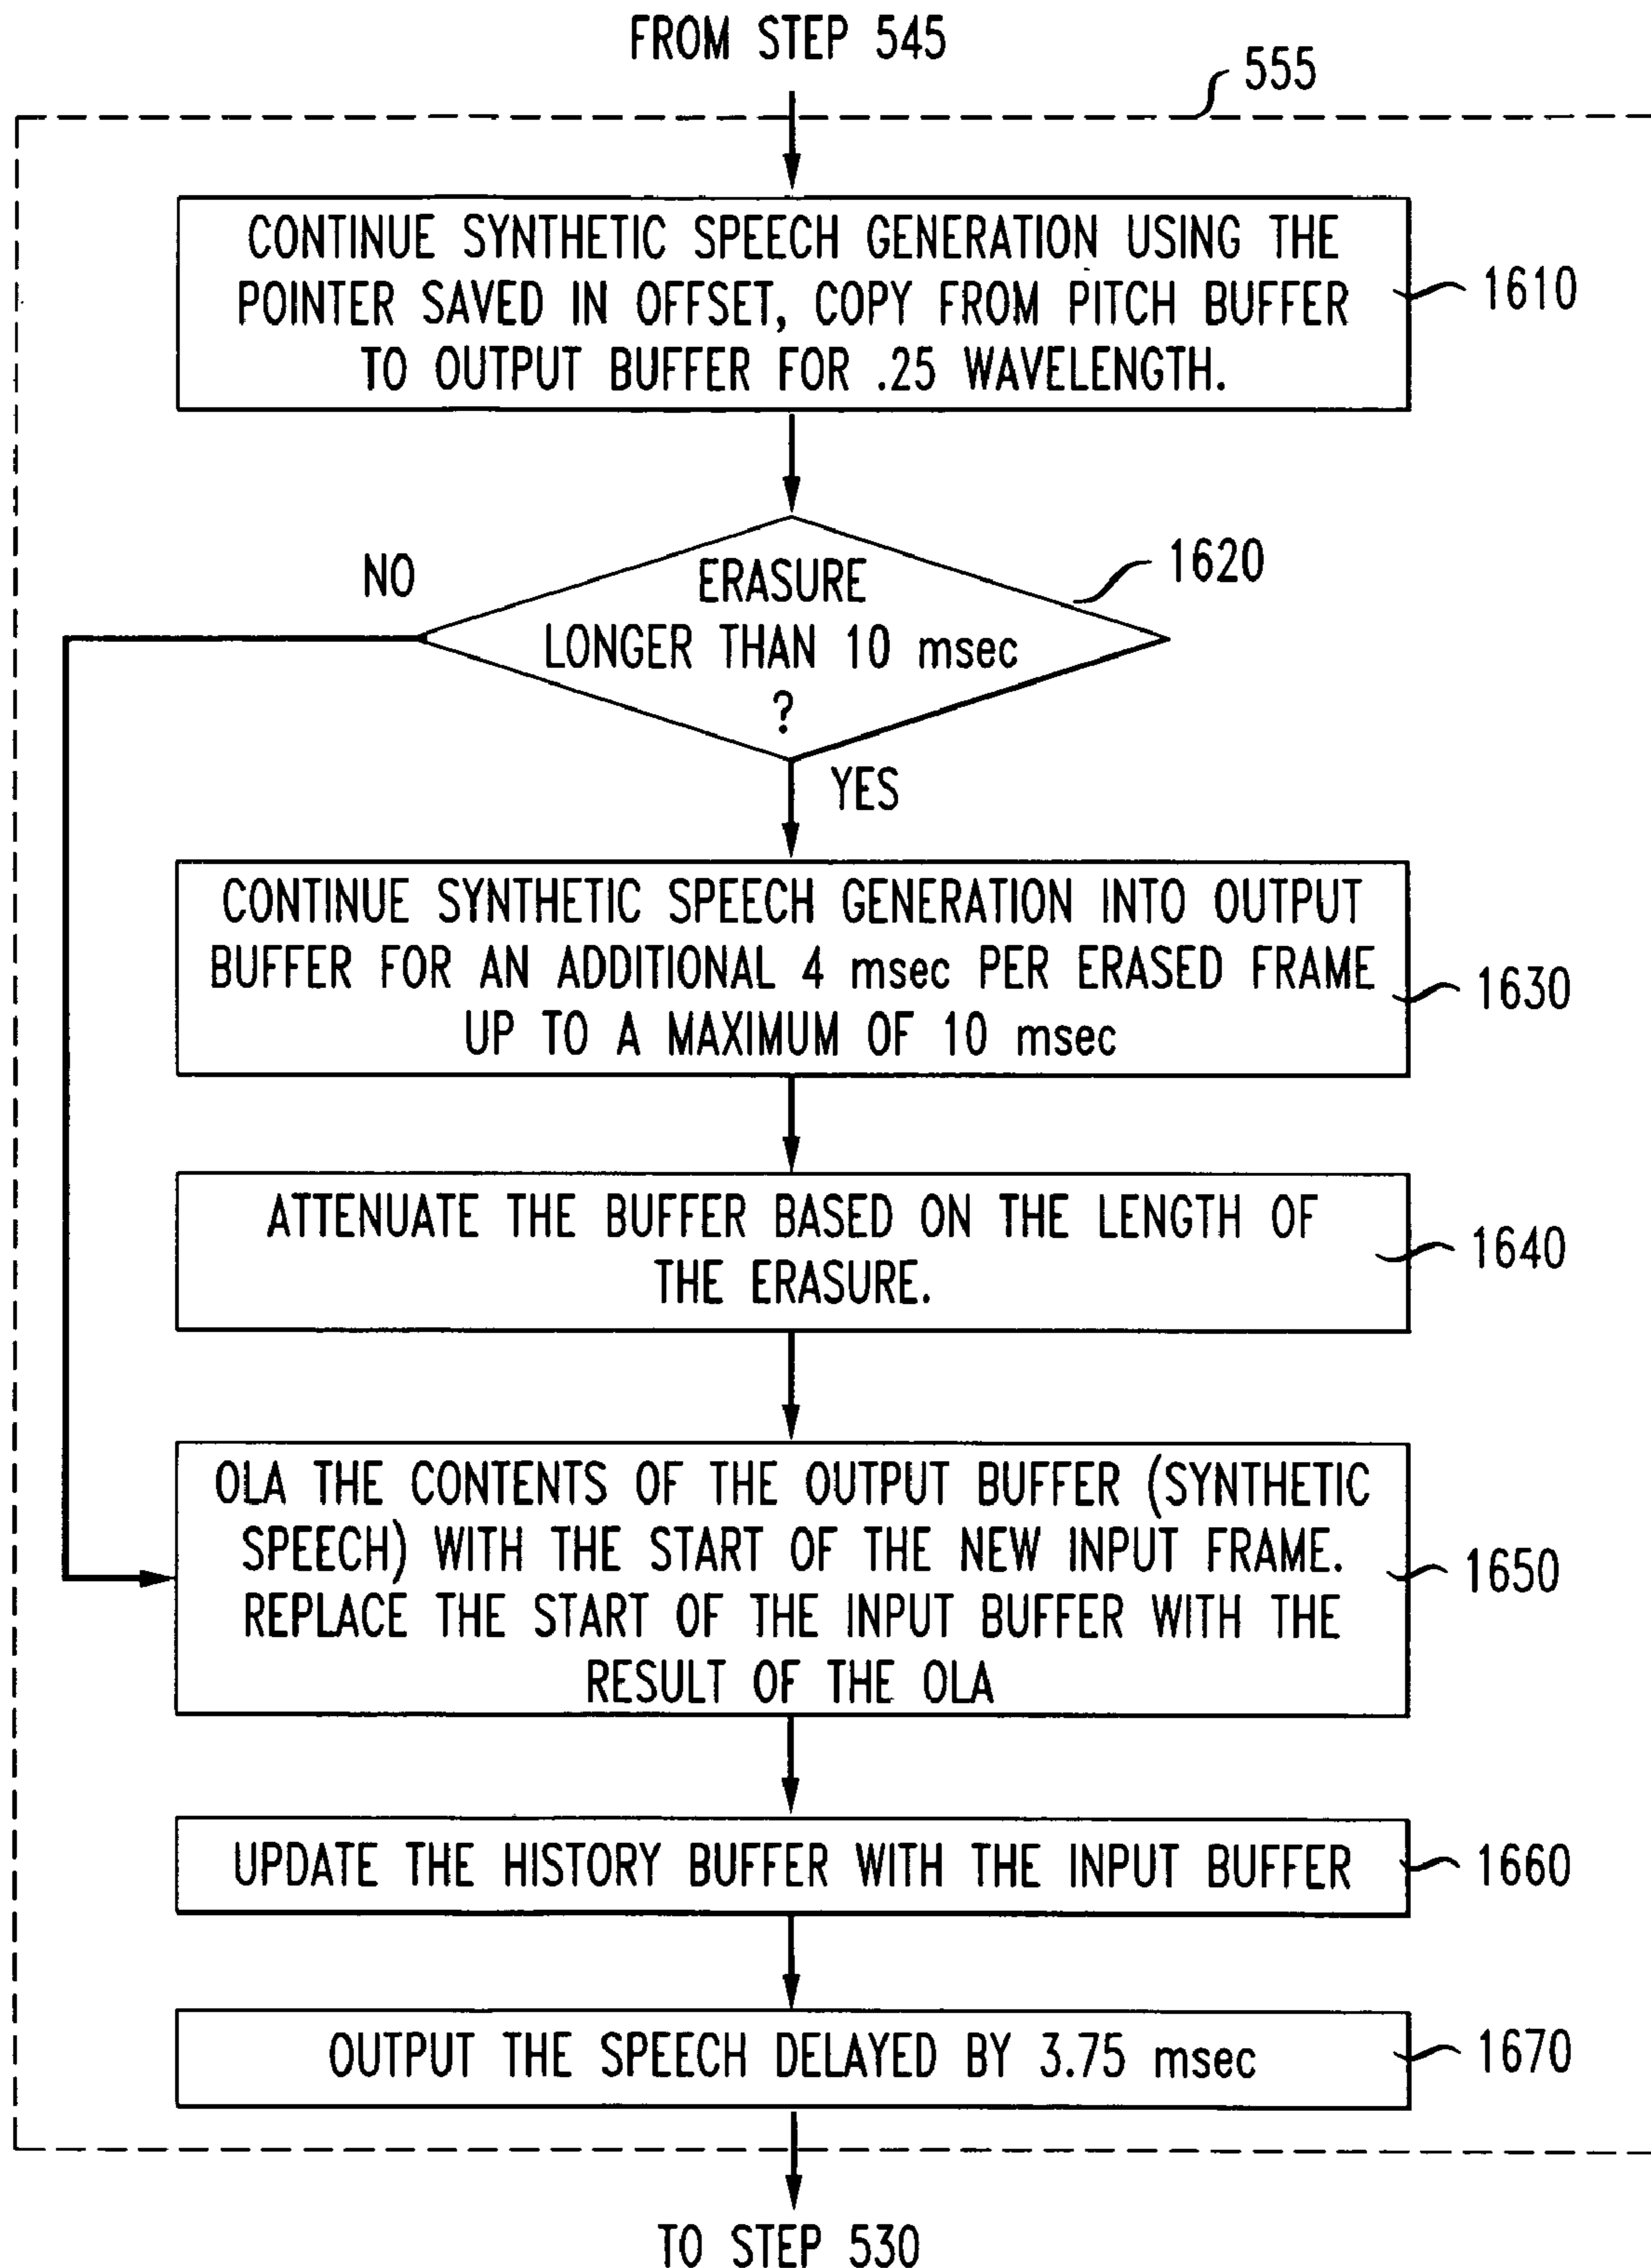 FROM STEP 545
555
CONTINUE SYNTHETIC SPEECH GENERATION USING THE
POINTER SAVED IN OFFSET, COPY FROM PITCH BUFFER
TO OUTPUT BUFFER FOR .25 WAVELENGTH.
1610
NO
ERASURE
LONGER THAN 10 msec
?
1620
YES
CONTINUE SYNTHETIC SPEECH GENERATION INTO OUTPUT
BUFFER FOR AN ADDITIONAL 4 msec PER ERASED FRAME
UP TO A MAXIMUM OF 10 msec
1630
ATTENUATE THE BUFFER BASED ON THE LENGTH OF
THE ERASURE.
1640
OLA THE CONTENTS OF THE OUTPUT BUFFER (SYNTHETIC
SPEECH) WITH THE START OF THE NEW INPUT FRAME.
REPLACE THE START OF THE INPUT BUFFER WITH THE
RESULT OF THE OLA
1650
UPDATE THE HISTORY BUFFER WITH THE INPUT BUFFER
1660
OUTPUT THE SPEECH DELAYED BY 3.75 msec
1670
TO STEP 530